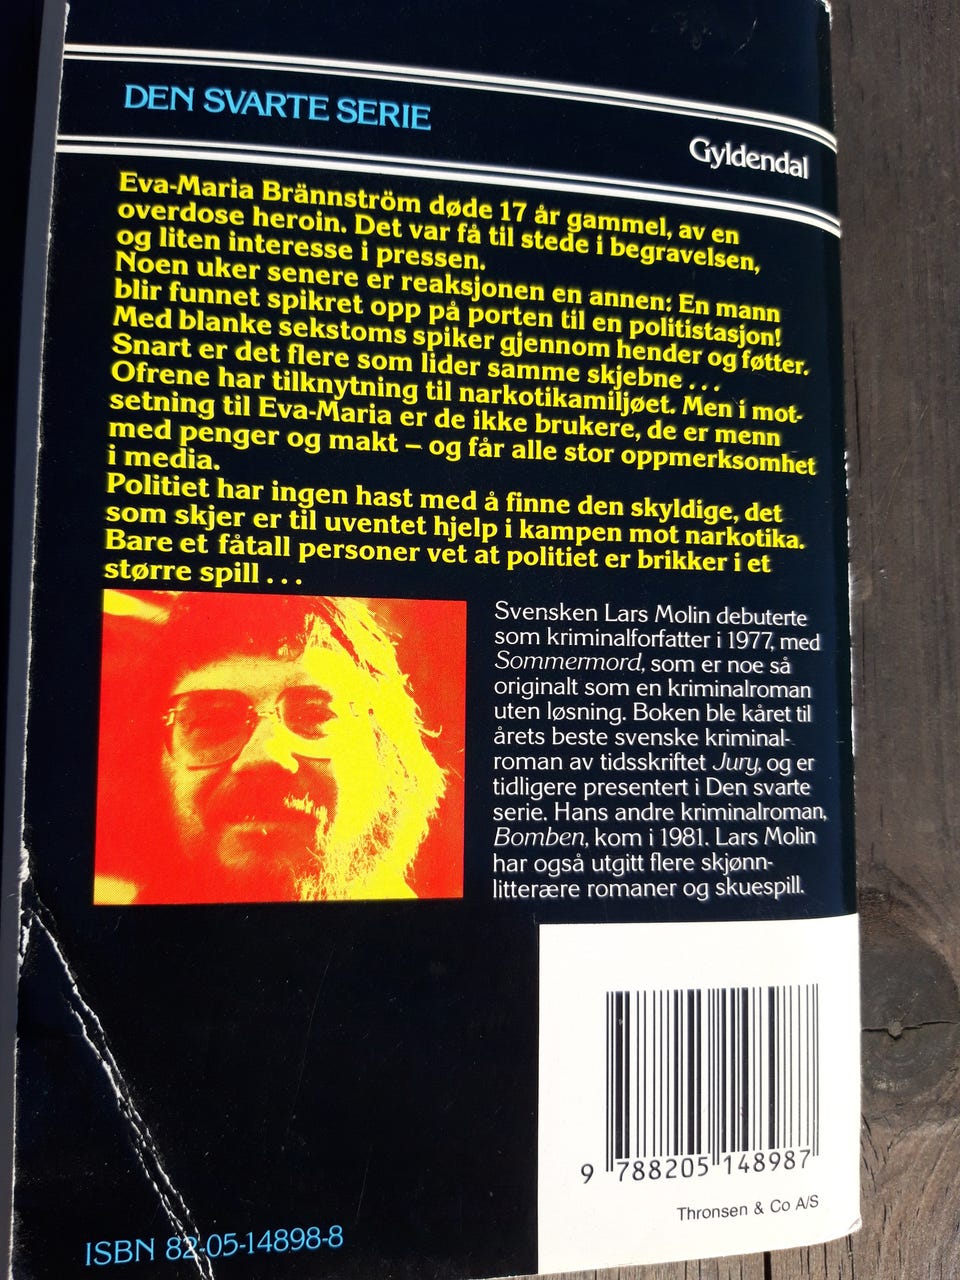 DEN SVARTE SERIE
Gyldendal
Eva-Maria Brännström døde 17 år gammel, av en
overdose heroin. Det var få til stede i begravelsen,
og liten interesse i pressen.
Noen uker senere er reaksjonen en annen: En mann
blir funnet spikret opp på porten til en politistasjon!
Med blanke sekstoms spiker gjennom hender og føtter.
Snart er det flere som lider samme skjebne . . .
Ofrene har tilknytning til narkotikamiljøet. Men i mot-
setning til Eva-Maria er de ikke brukere, de er menn
med penger og makt – og får alle stor oppmerksomhet
i media.
Politiet har ingen hast med å finne den skyldige, det
som skjer er til uventet hjelp i kampen mot narkotika.
Bare et fåtall personer vet at politiet er brikker i et
større spill . . .
Svensken Lars Molin debuterte
som kriminalforfatter i 1977, med
Sommermord, som er noe så
originalt som en kriminalroman
uten løsning. Boken ble kåret til
årets beste svenske kriminal-
roman av tidsskriftet Jury, og er
tidligere presentert i Den svarte
serie. Hans andre kriminalroman,
Bomben, kom i 1981. Lars Molin
har også utgitt flere skjønn-
litterære romaner og skuespill.
9 788205 148987
Thronsen & Co A/S
ISBN 82-05-14898-8